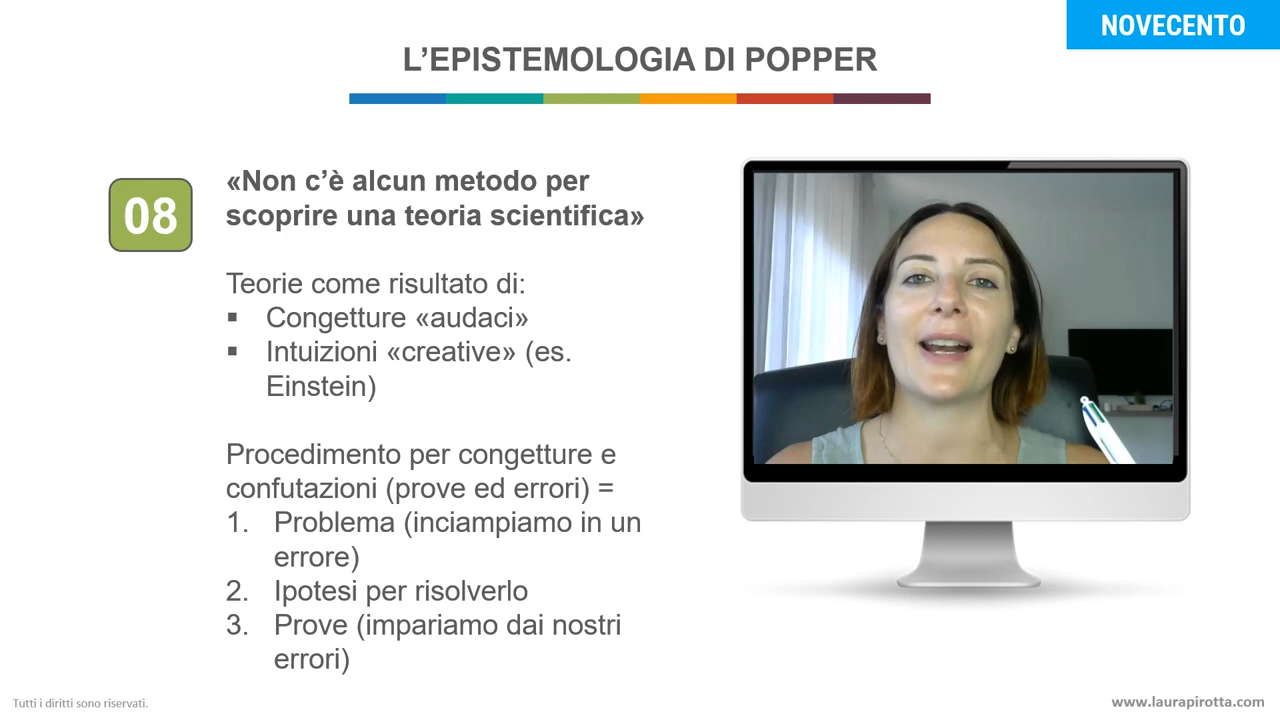 NOVECENTO
L’EPISTEMOLOGIA DI POPPER
08
«Non c’è alcun metodo per
scoprire una teoria scientifica»
Teorie come risultato di:
▪ Congetture «audaci»
▪ Intuizioni «creative» (es.
Einstein)
Procedimento per congetture e
confutazioni (prove ed errori) =
1. Problema (inciampiamo in un
errore)
2. Ipotesi per risolverlo
3. Prove (impariamo dai nostri
errori)
Tutti i diritti sono riservati.
www.laurapirotta.com